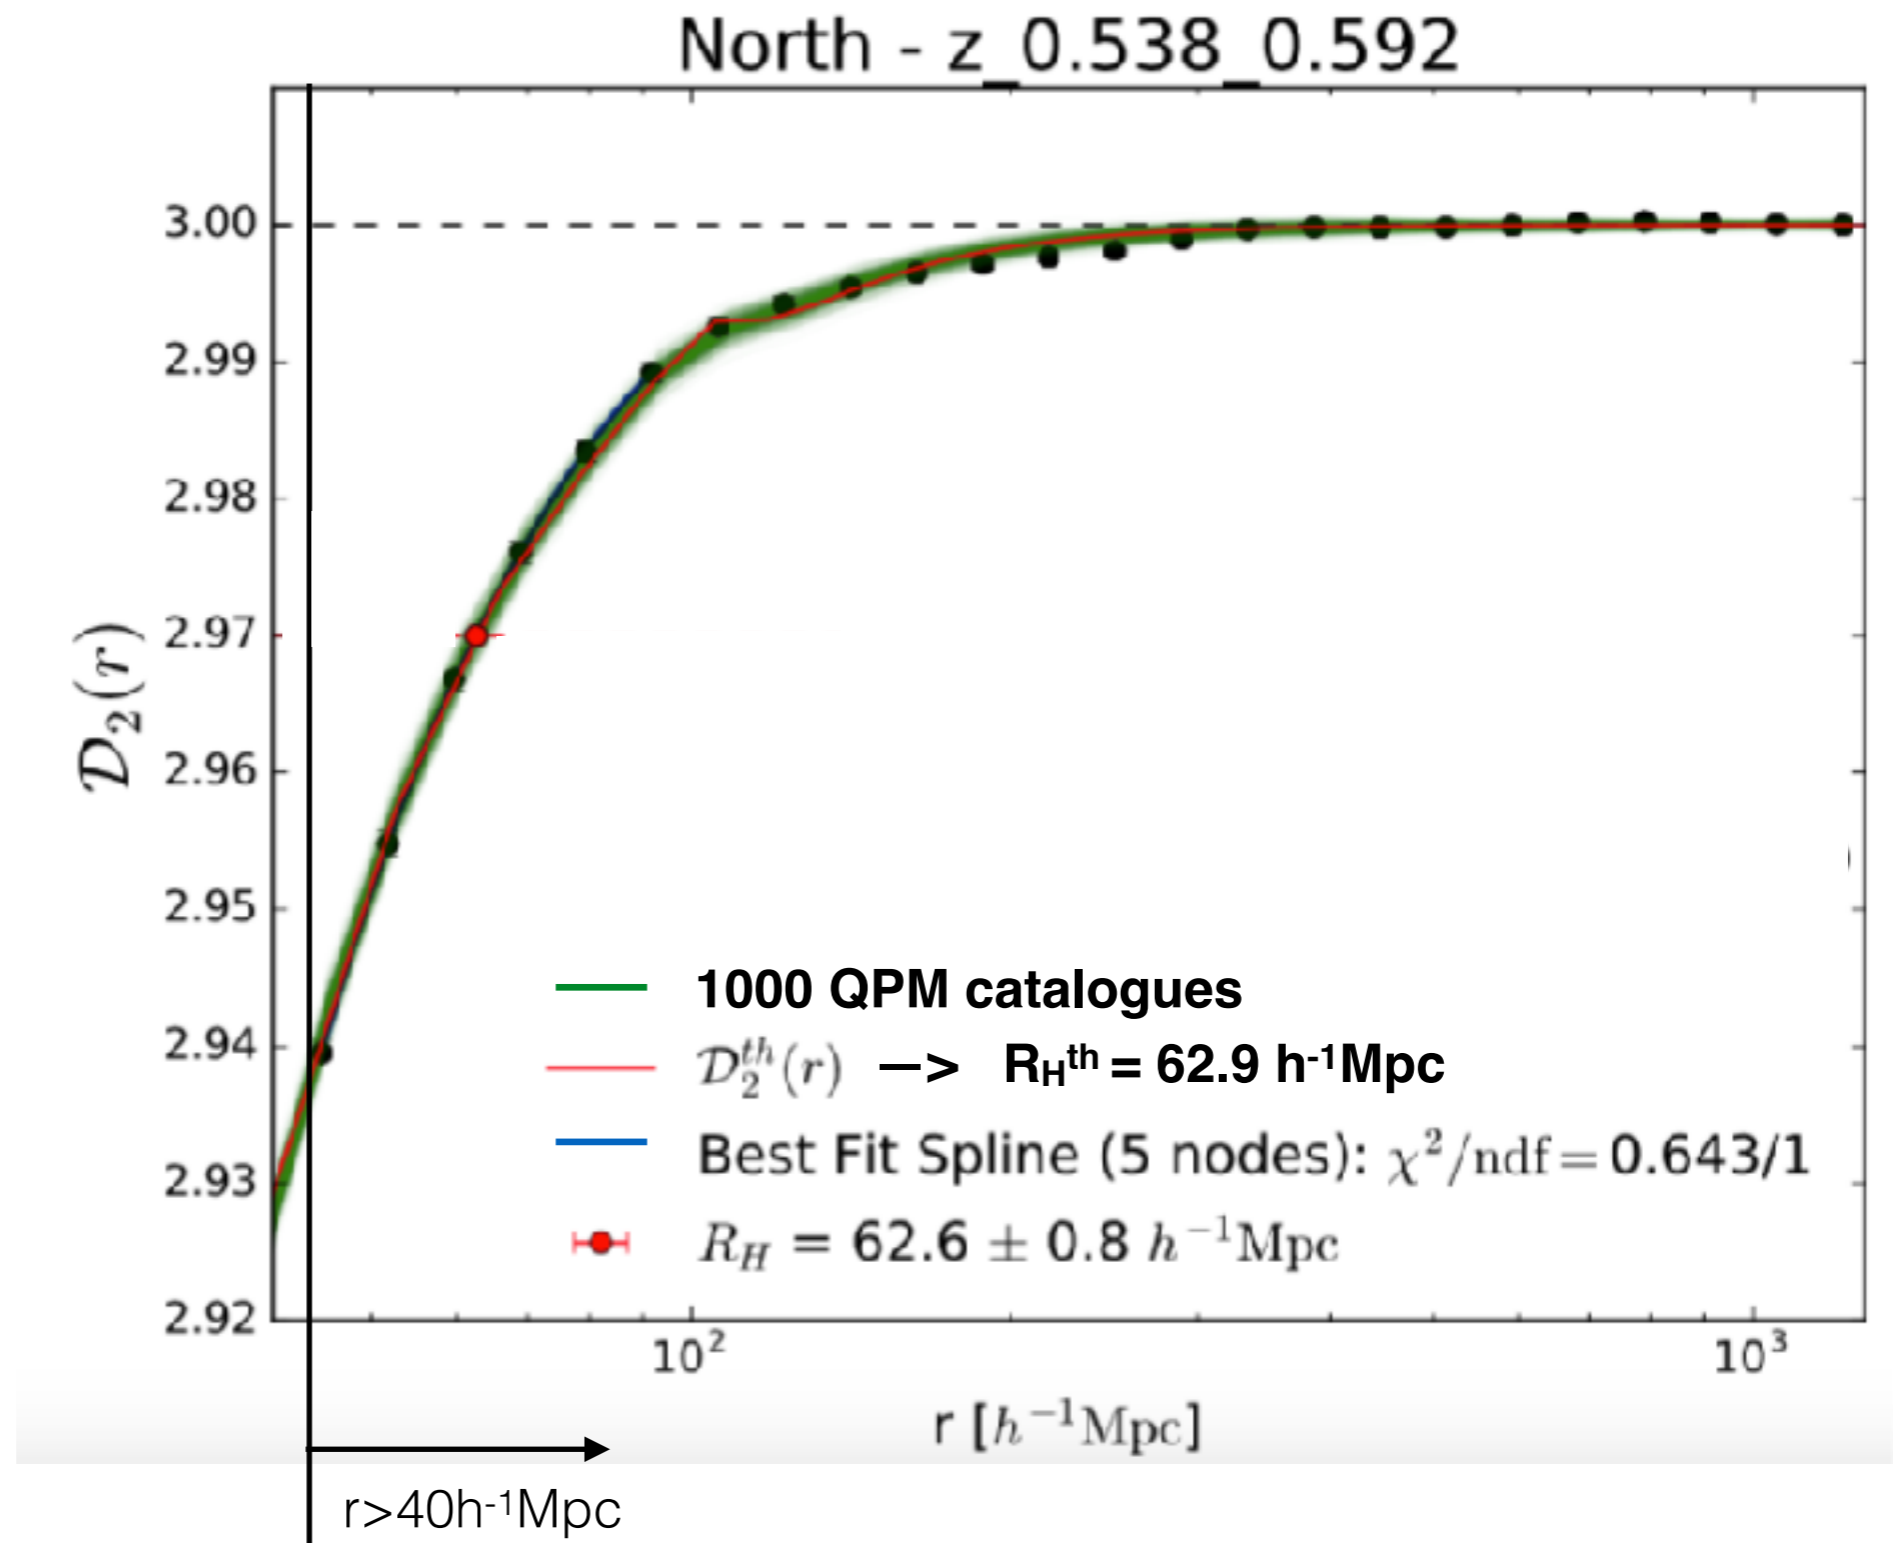 North - z_0.538_0.592
3.00
2.99
2.98
2.97
2.96
2.95
2.94
2.93
2.92
𝒟₂(r)
1000 QPM catalogues
𝒟₂ᵗʰ(r) —> R_Hᵗʰ = 62.9 h⁻¹Mpc
Best Fit Spline (5 nodes): χ²/ndf = 0.643/1
R_H = 62.6 ± 0.8 h⁻¹Mpc
10² 10³
r [h⁻¹Mpc]
r>40h⁻¹Mpc